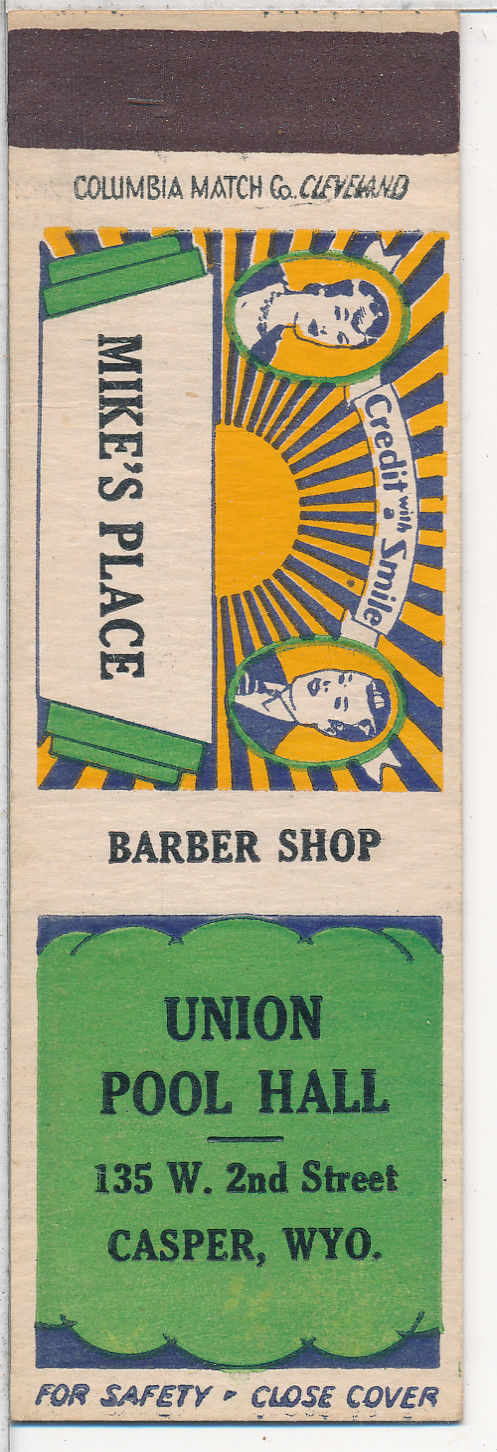 COLUMBIA MATCH Co. CLEVELAND
Credit with a Smile
MIKE'S PLACE
BARBER SHOP
UNION
POOL HALL
135 W. 2nd Street
CASPER, WYO.
FOR SAFETY - CLOSE COVER